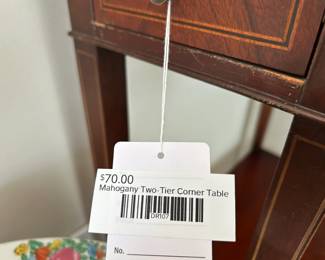 $70.00
Mahogany Two-Tier Corner Table
DR107
No.